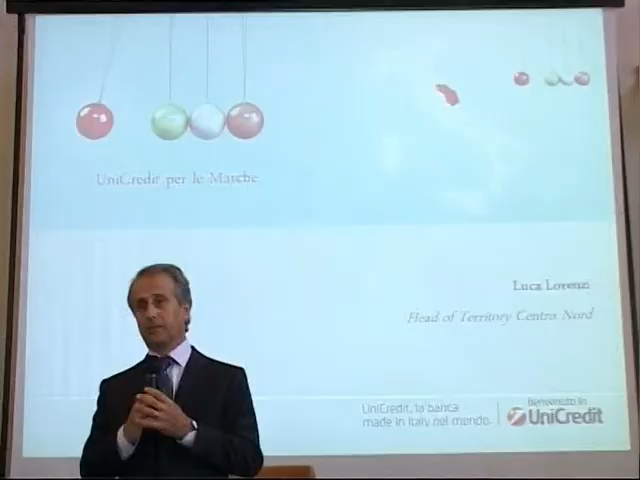 UniCredit per le Marche
Luca Lorenzi
Head of Territory Centro Nord
UniCredit, la banca
made in Italy nel mondo.
Benvenuto in
UniCredit